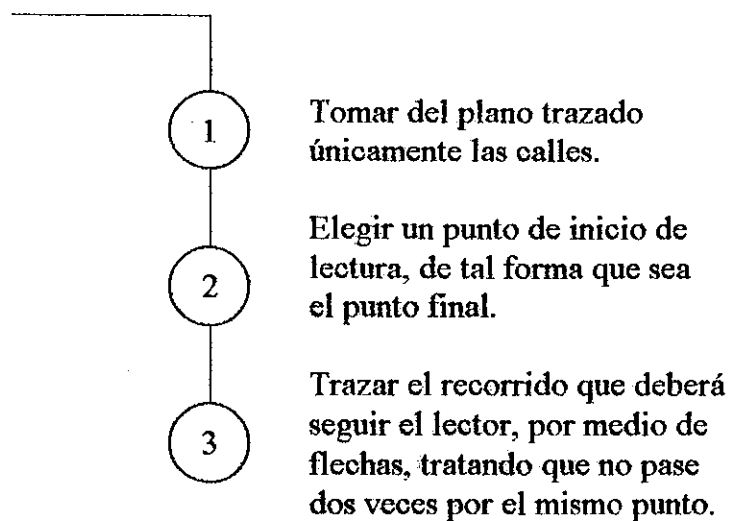 1
Tomar del plano trazado
únicamente las calles.
2
Elegir un punto de inicio de
lectura, de tal forma que sea
el punto final.
3
Trazar el recorrido que deberá
seguir el lector, por medio de
flechas, tratando que no pase
dos veces por el mismo punto.